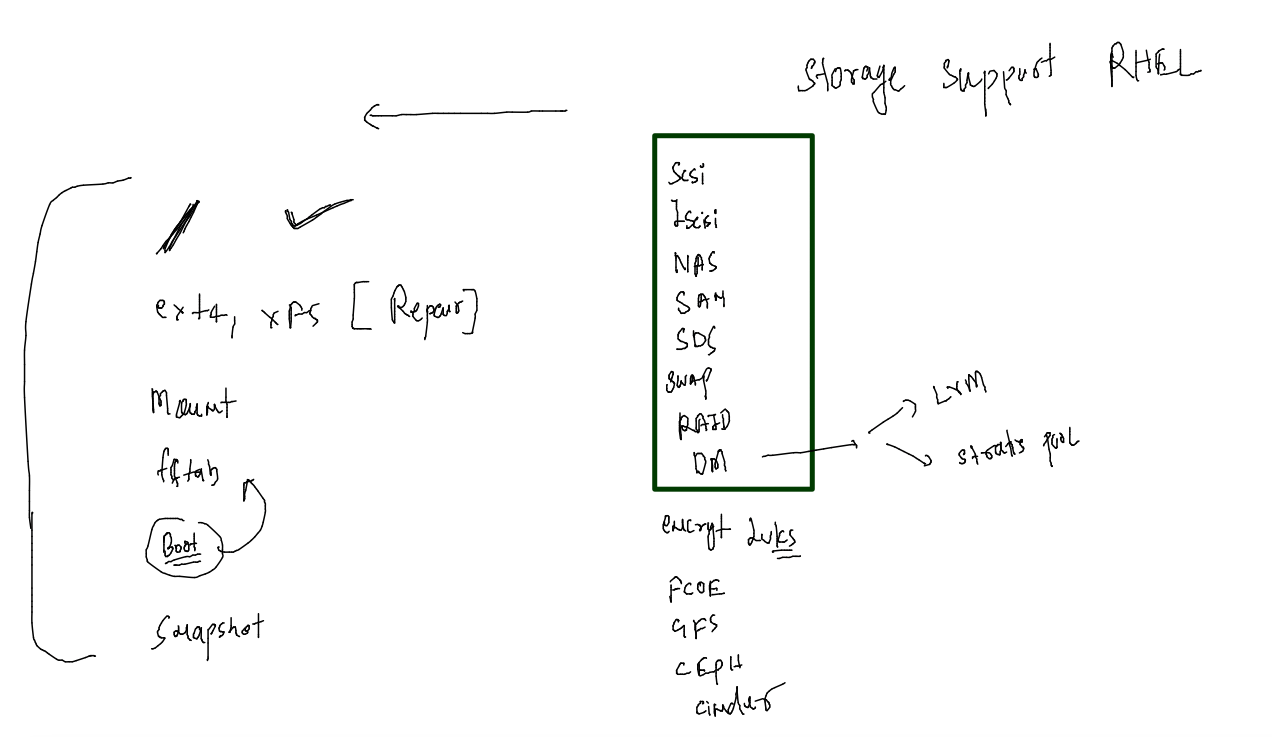 Storage Support RHEL
Scsi
Iscsi
NAS
SAN
SDS
SWAP
RAID
DM
LVM
stratis pool
encrypt Luks
FCOE
GFS
CEPH
cinder
ext4, xFS [Repair]
Mount
fstab
Boot
Snapshot